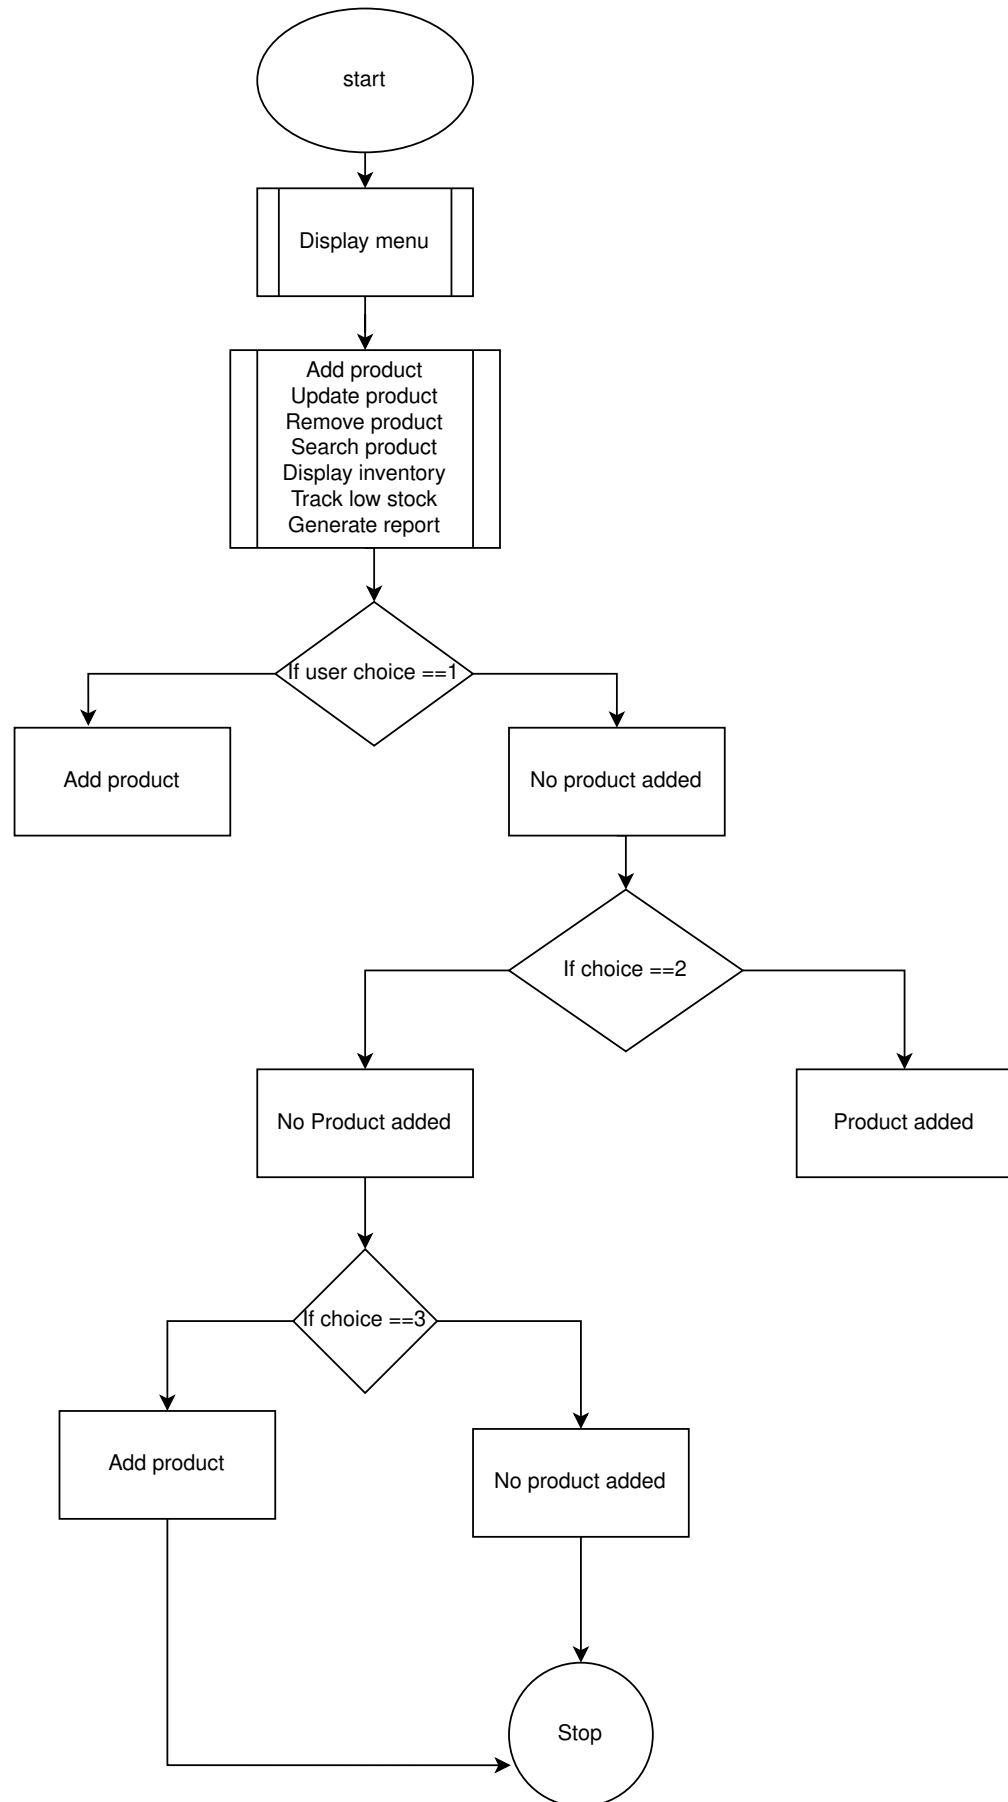 start
Display menu
Add product
Update product
Remove product
Search product
Display inventory
Track low stock
Generate report
If user choice ==1
Add product
No product added
If choice ==2
No Product added
Product added
If choice ==3
Add product
No product added
Stop